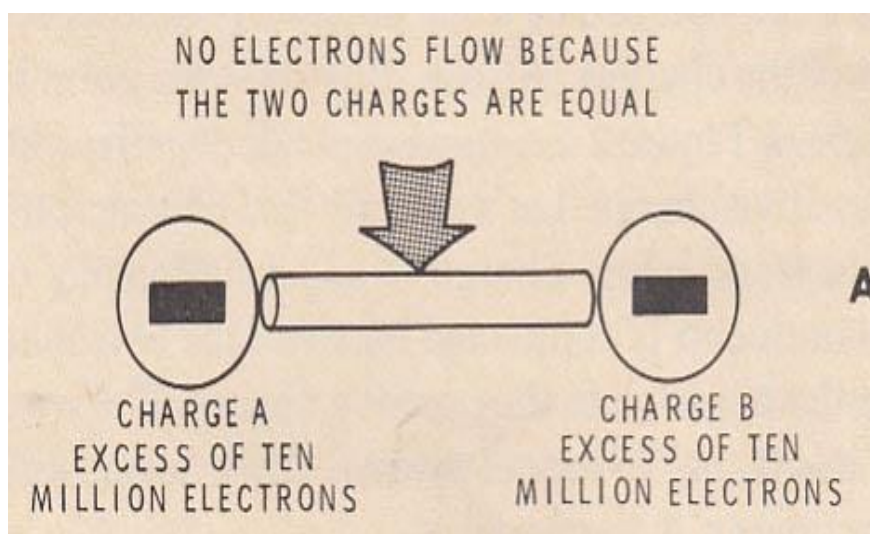 NO ELECTRONS FLOW BECAUSE
THE TWO CHARGES ARE EQUAL
A
CHARGE A
EXCESS OF TEN
MILLION ELECTRONS
CHARGE B
EXCESS OF TEN
MILLION ELECTRONS